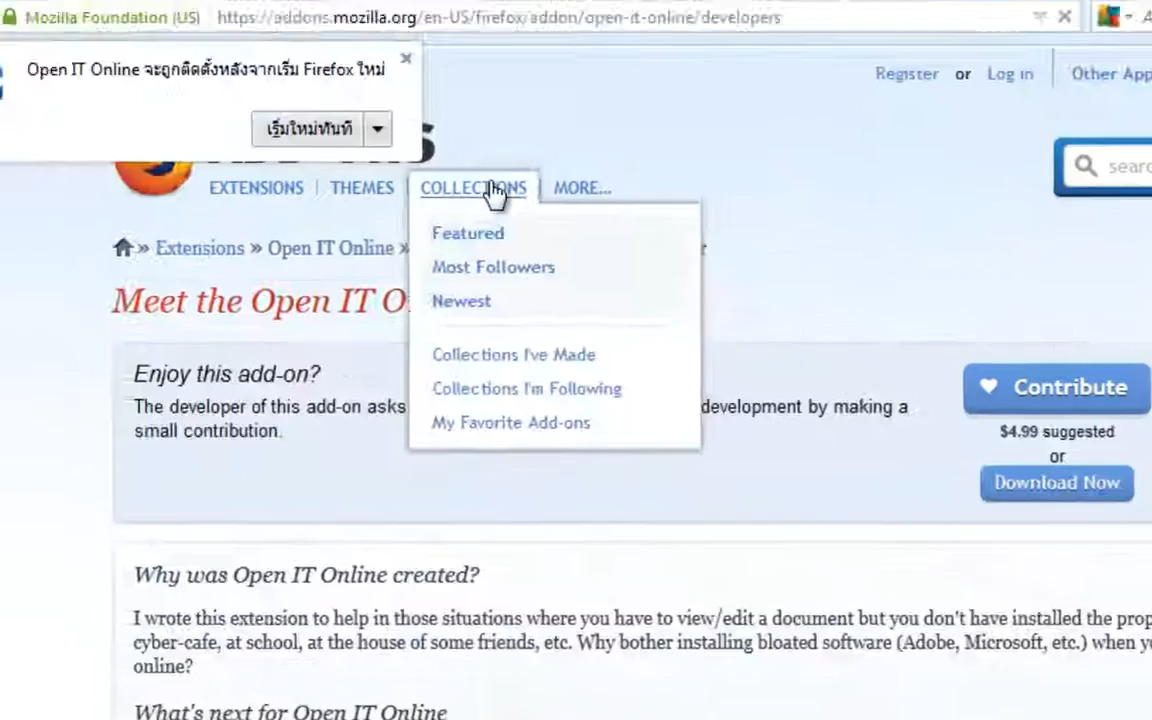 Mozilla Foundation (US) https://addons.mozilla.org/en-US/firefox/addon/open-it-online/developers
Open IT Online จะถูกติดตั้งหลังจากเริ่ม Firefox ใหม่
เริ่มใหม่ทันที
Register or Log in Other App
EXTENSIONS | THEMES COLLECTIONS MORE...
searc
Featured
Most Followers
Newest
Collections I've Made
Collections I'm Following
My Favorite Add-ons
» Extensions » Open IT Online »
Meet the Open IT O
Enjoy this add-on?
The developer of this add-on asks development by making a
small contribution.
Contribute
$4.99 suggested
or
Download Now
Why was Open IT Online created?
I wrote this extension to help in those situations where you have to view/edit a document but you don't have installed the prop
cyber-cafe, at school, at the house of some friends, etc. Why bother installing bloated software (Adobe, Microsoft, etc.) when yo
online?
What's next for Open IT Online